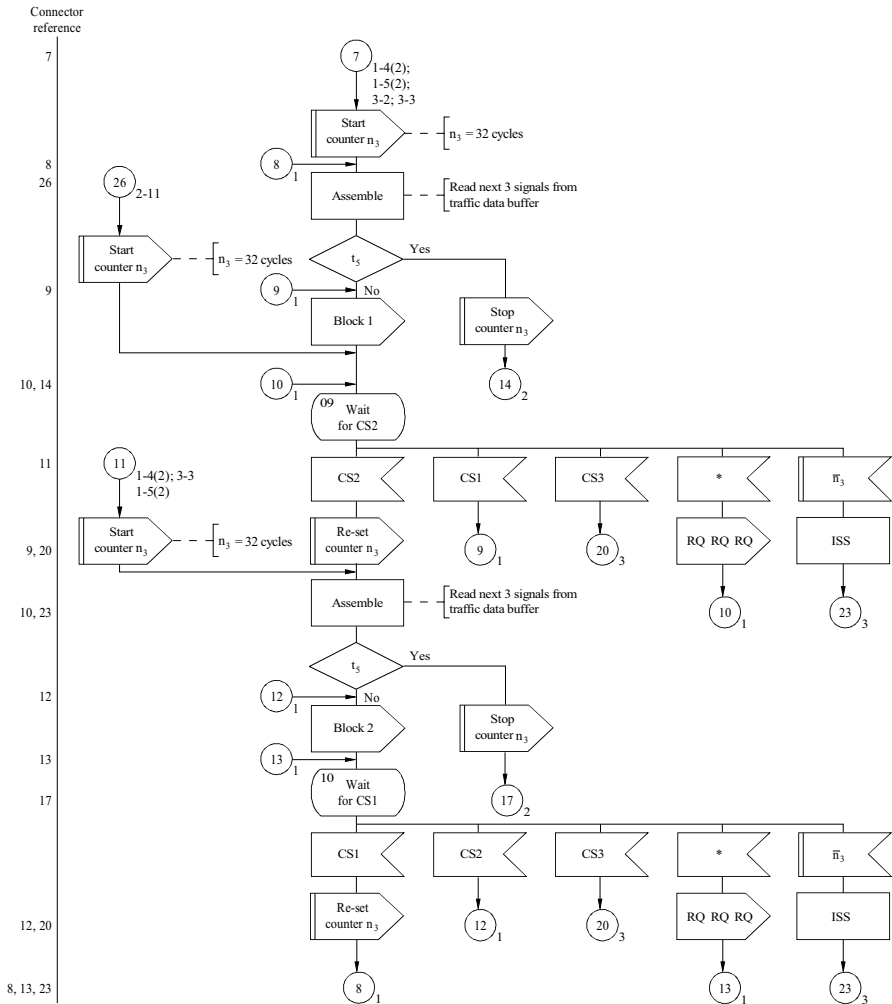 Connector
reference
7
7
1-4(2);
1-5(2);
3-2; 3-3
Start
counter n3
n3 = 32 cycles
8
8
1
26
26
2-11
Assemble
Read next 3 signals from
traffic data buffer
Start
counter n3
n3 = 32 cycles
t5
Yes
No
9
9
1
Block 1
Stop
counter n3
10, 14
10
1
14
2
09
Wait
for CS2
11
11
1-4(2); 3-3
1-5(2)
CS2
CS1
CS3
*
n̅3
Start
counter n3
n3 = 32 cycles
Re-set
counter n3
9, 20
9
1
20
3
RQ RQ RQ
ISS
10, 23
Assemble
Read next 3 signals from
traffic data buffer
10
1
23
3
t5
Yes
No
12
12
1
Block 2
Stop
counter n3
13
13
1
10
Wait
for CS1
17
17
2
CS1
CS2
CS3
*
n̅3
Re-set
counter n3
12, 20
12
1
20
3
RQ RQ RQ
ISS
8, 13, 23
8
1
13
1
23
3